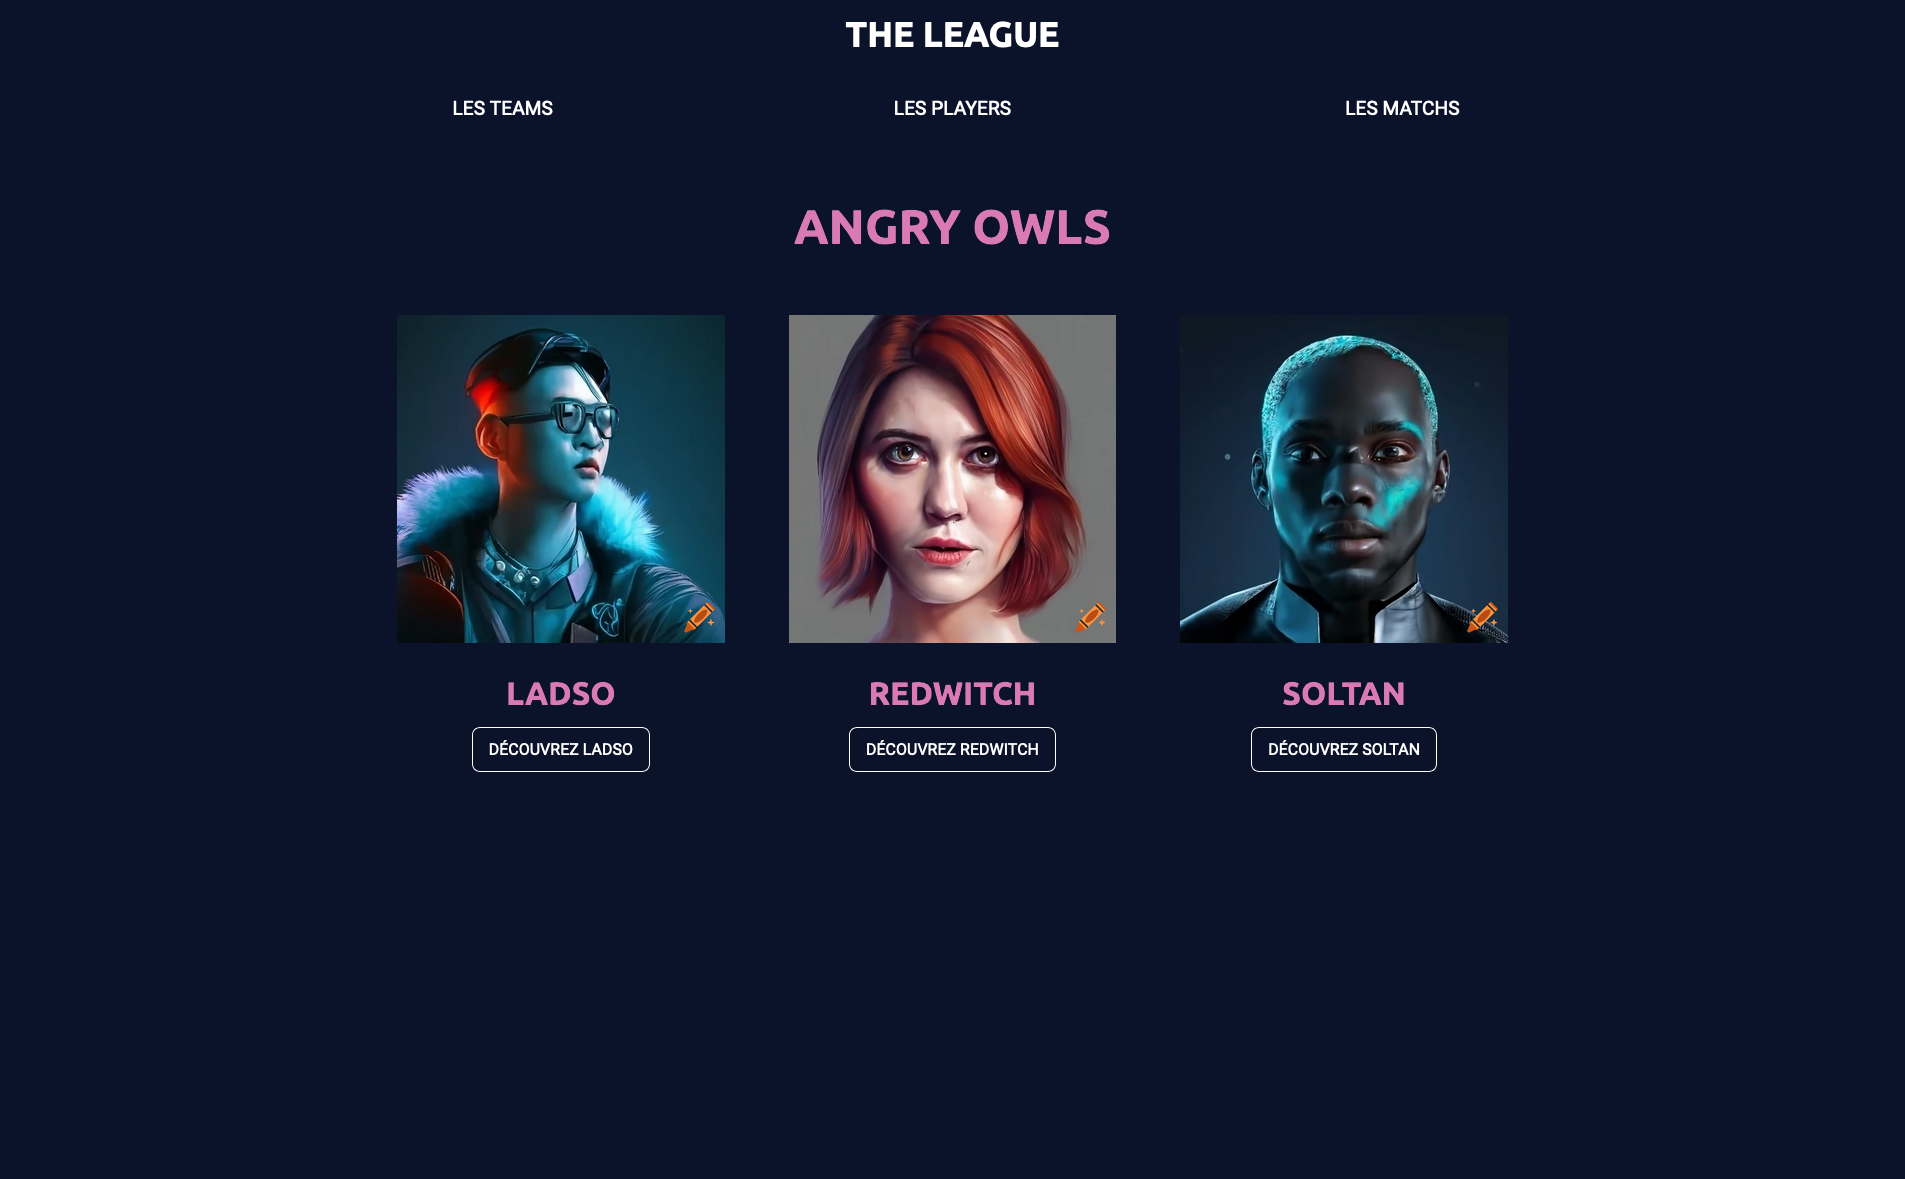 THE LEAGUE
LES TEAMS
LES PLAYERS
LES MATCHS
ANGRY OWLS
LADSO
REDWITCH
SOLTAN
DÉCOUVREZ LADSO
DÉCOUVREZ REDWITCH
DÉCOUVREZ SOLTAN